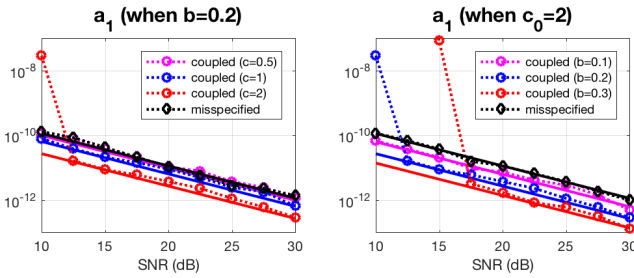 a1 (when b=0.2)
10-8
10-10
10-12
coupled (c=0.5)
coupled (c=1)
coupled (c=2)
misspecified
10 15 20 25 30
SNR (dB)
a1 (when c0=2)
10-8
10-10
10-12
coupled (b=0.1)
coupled (b=0.2)
coupled (b=0.3)
misspecified
10 15 20 25 30
SNR (dB)